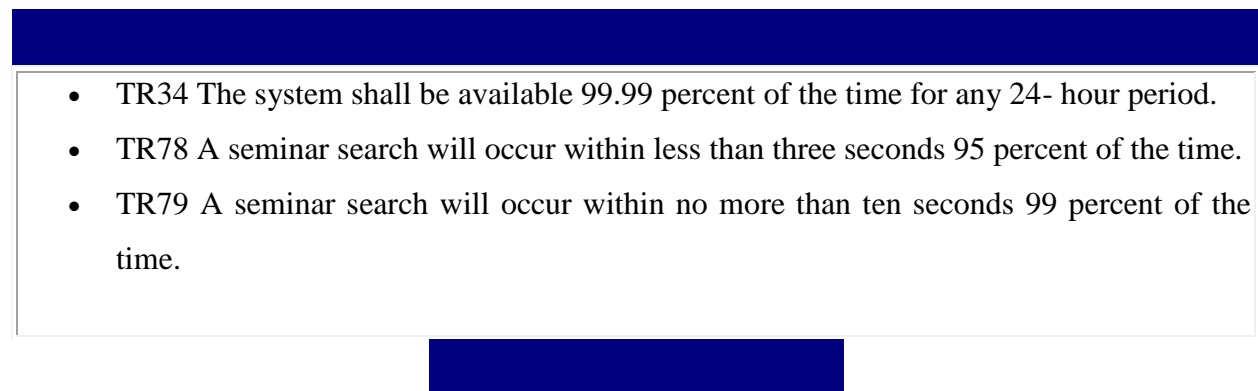 • TR34 The system shall be available 99.99 percent of the time for any 24- hour period.
• TR78 A seminar search will occur within less than three seconds 95 percent of the time.
• TR79 A seminar search will occur within no more than ten seconds 99 percent of the
time.